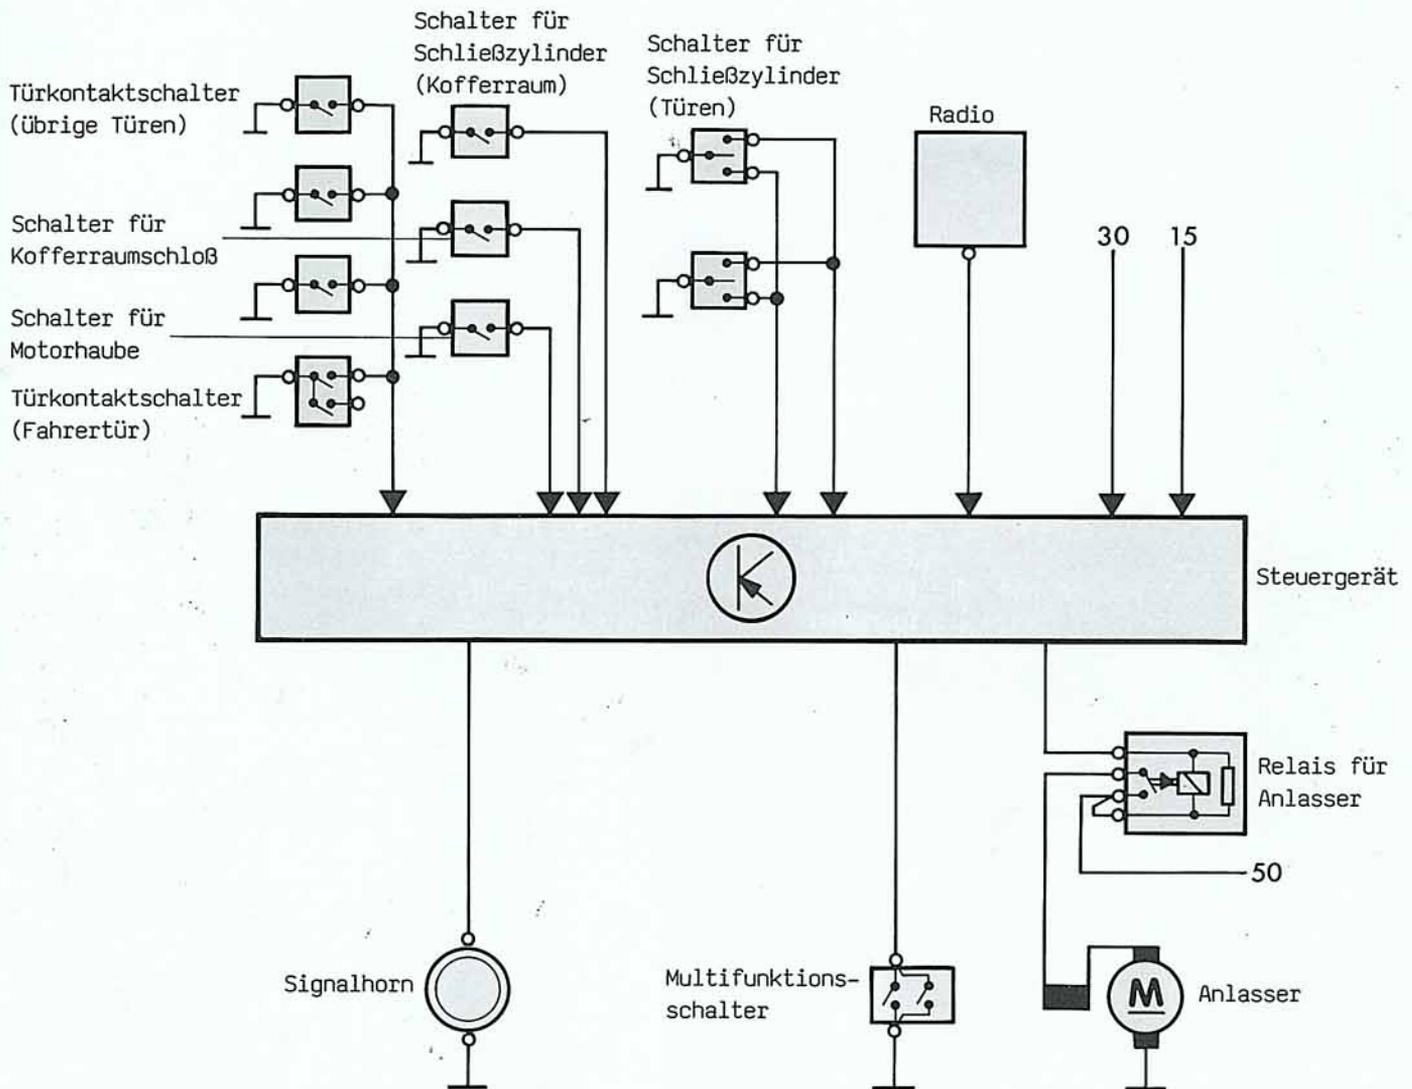 Schalter für
Schließzylinder
(Kofferraum)
Schalter für
Schließzylinder
(Türen)
Türkontaktschalter
(übrige Türen)
Radio
Schalter für
Kofferraumschloß
30
15
Schalter für
Motorhaube
Türkontaktschalter
(Fahrertür)
Steuergerät
Relais für
Anlasser
50
Signalhorn
Multifunktions-
schalter
M
Anlasser